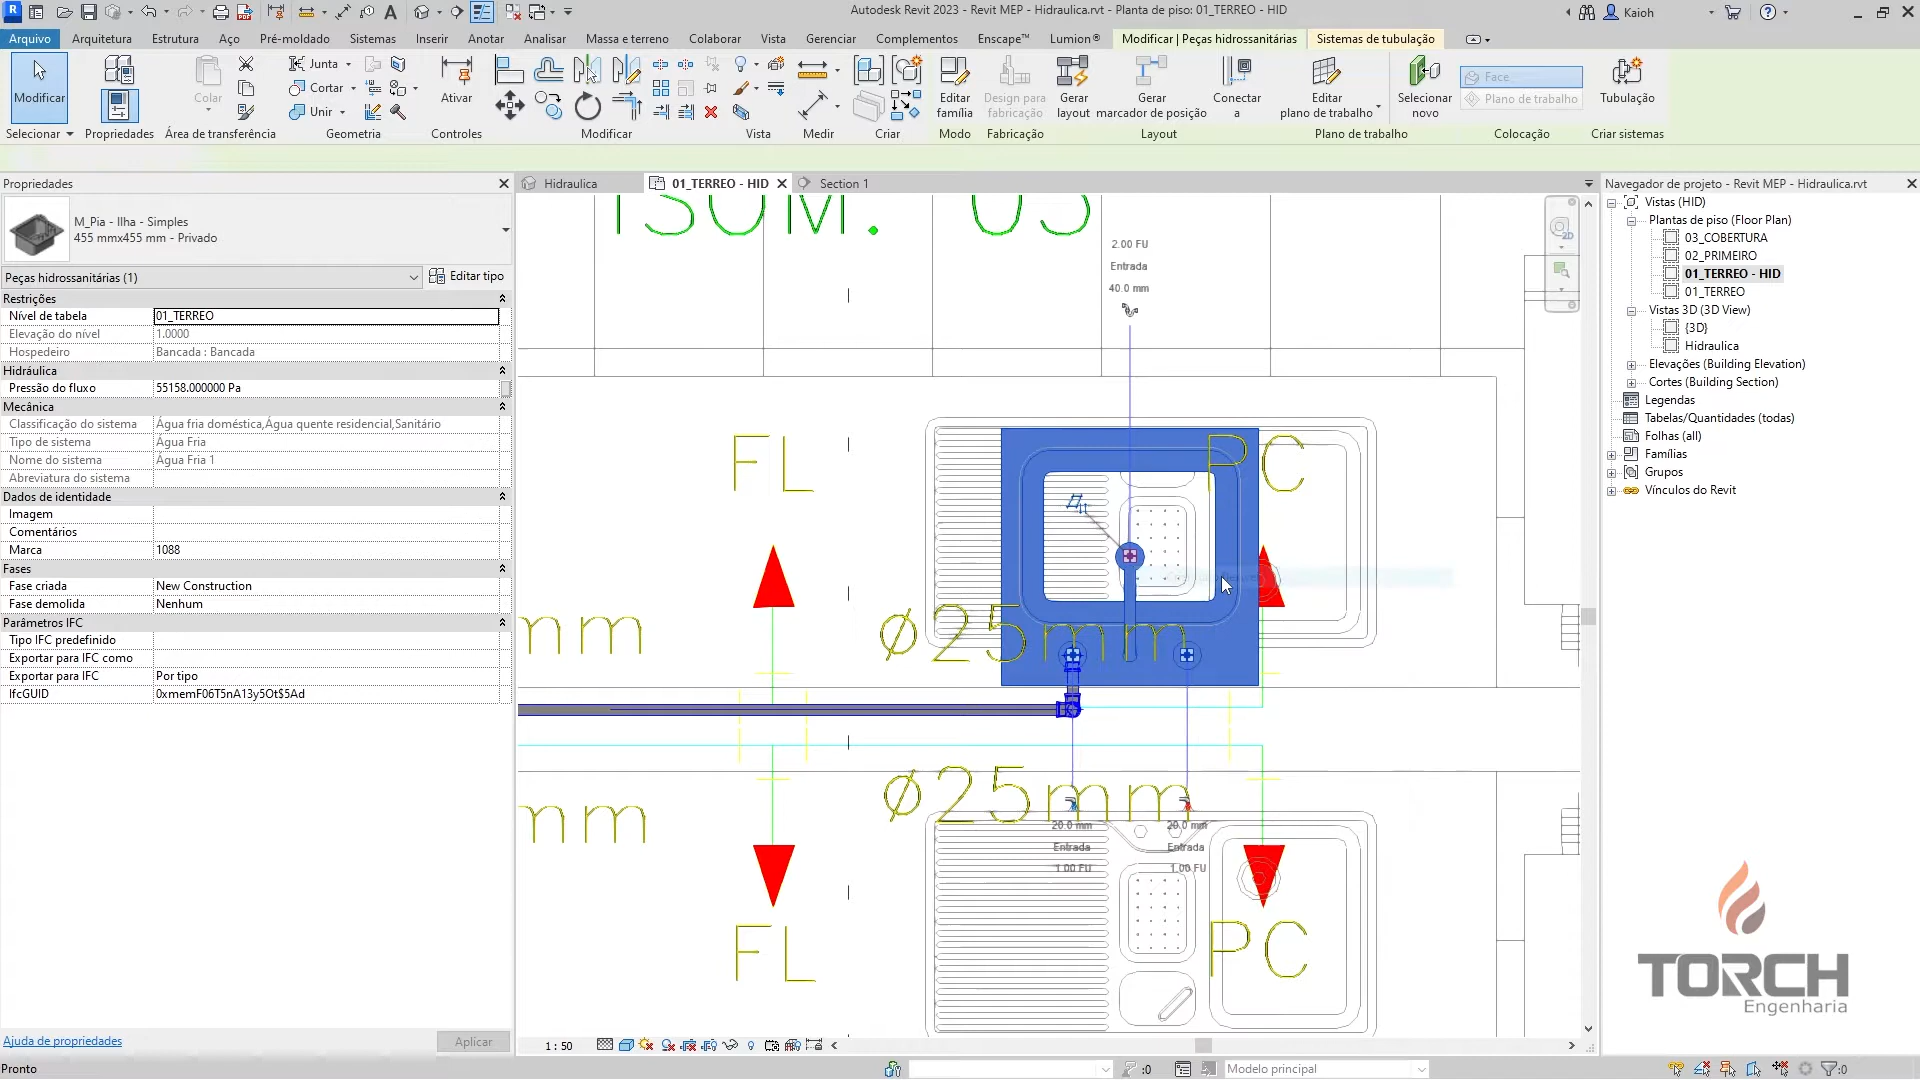 Autodesk Revit 2023 - Revit MEP - Hidraulica.rvt - Planta de piso: 01_TERREO - HID
Kaioh
Arquivo
Arquitetura
Estrutura
Aço
Pré-moldado
Sistemas
Inserir
Anotar
Analisar
Massa e terreno
Colaborar
Vista
Gerenciar
Complementos
Enscape™
Lumion®
Modificar | Peças hidrossanitárias
Sistemas de tubulação
Modificar
Selecionar
Propriedades
Colar
Área de transferência
Junta
Cortar
Unir
Geometria
Ativar
Controles
Modificar
Vista
Medir
Criar
Editar
família
Modo
Design para
fabricação
Fabricação
Gerar
layout
Gerar
marcador de posição
Layout
Conectar
a
Editar
plano de trabalho
Plano de trabalho
Selecionar
novo
Face
Plano de trabalho
Colocação
Tubulação
Criar sistemas
Propriedades
M_Pia - Ilha - Simples
455 mmx455 mm - Privado
Peças hidrossanitárias (1)
Editar tipo
Restrições
Nível de tabela 01_TERREO
Elevação do nível 1.0000
Hospedeiro Bancada : Bancada
Hidráulica
Pressão do fluxo 55158.000000 Pa
Mecânica
Classificação do sistema Água fria doméstica,Água quente residencial,Sanitário
Tipo de sistema Água Fria
Nome do sistema Água Fria 1
Abreviatura do sistema
Dados de identidade
Imagem
Comentários
Marca 1088
Fases
Fase criada New Construction
Fase demolida Nenhum
Parâmetros IFC
Tipo IFC predefinido
Exportar para IFC como
Exportar para IFC Por tipo
IfcGUID 0xmemF06T5nA13y5Ot$5Ad
Ajuda de propriedades
Aplicar
Pronto
Hidraulica
01_TERREO - HID
Section 1
ISOM. 03
2.00 FU
Entrada
40.0 mm
FL
PC
mm
ø25mm
mm
ø25mm
20.0 mm
Entrada
1.00 FU
20.0 mm
Entrada
1.00 FU
FL
PC
2D
1 : 50
:0
Modelo principal
:0
Navegador de projeto - Revit MEP - Hidraulica.rvt
Vistas (HID)
Plantas de piso (Floor Plan)
03_COBERTURA
02_PRIMEIRO
01_TERREO - HID
01_TERREO
Vistas 3D (3D View)
{3D}
Hidraulica
Elevações (Building Elevation)
Cortes (Building Section)
Legendas
Tabelas/Quantidades (todas)
Folhas (all)
Famílias
Grupos
Vínculos do Revit
TORCH
Engenharia